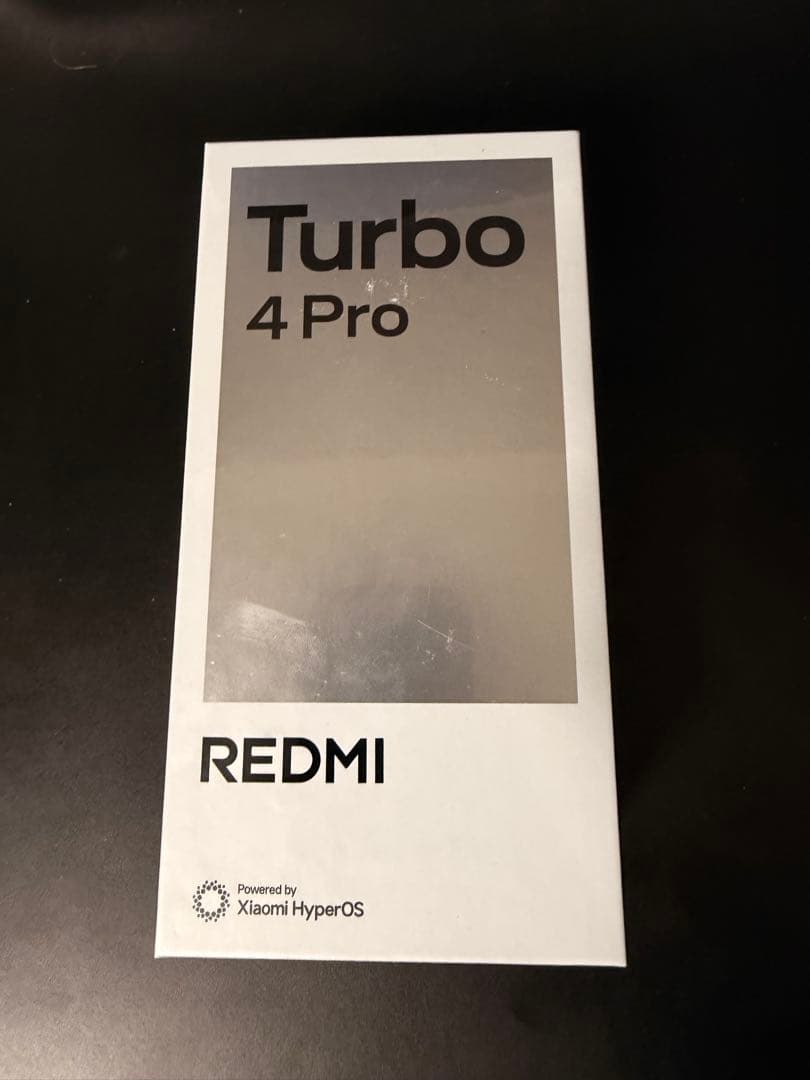 Turbo
4 Pro
REDMI
Powered by
Xiaomi HyperOS